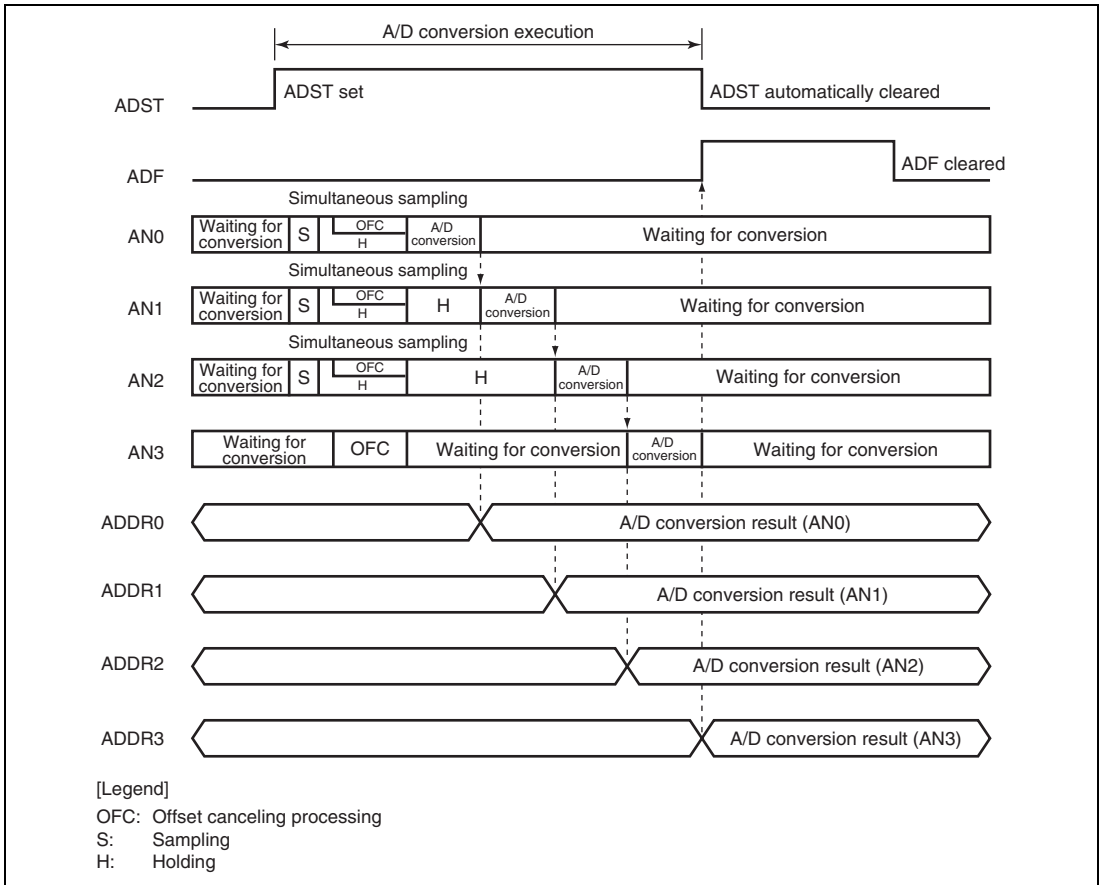 A/D conversion execution
ADST
ADST set
ADST automatically cleared
ADF
ADF cleared
Simultaneous sampling
AN0
Waiting for
conversion
S
OFC
H
A/D
conversion
Waiting for conversion
Simultaneous sampling
AN1
Waiting for
conversion
S
OFC
H
H
A/D
conversion
Waiting for conversion
Simultaneous sampling
AN2
Waiting for
conversion
S
OFC
H
H
A/D
conversion
Waiting for conversion
AN3
Waiting for
conversion
OFC
Waiting for conversion
A/D
conversion
Waiting for conversion
ADDR0
A/D conversion result (AN0)
ADDR1
A/D conversion result (AN1)
ADDR2
A/D conversion result (AN2)
ADDR3
A/D conversion result (AN3)
[Legend]
OFC: Offset canceling processing
S: Sampling
H: Holding